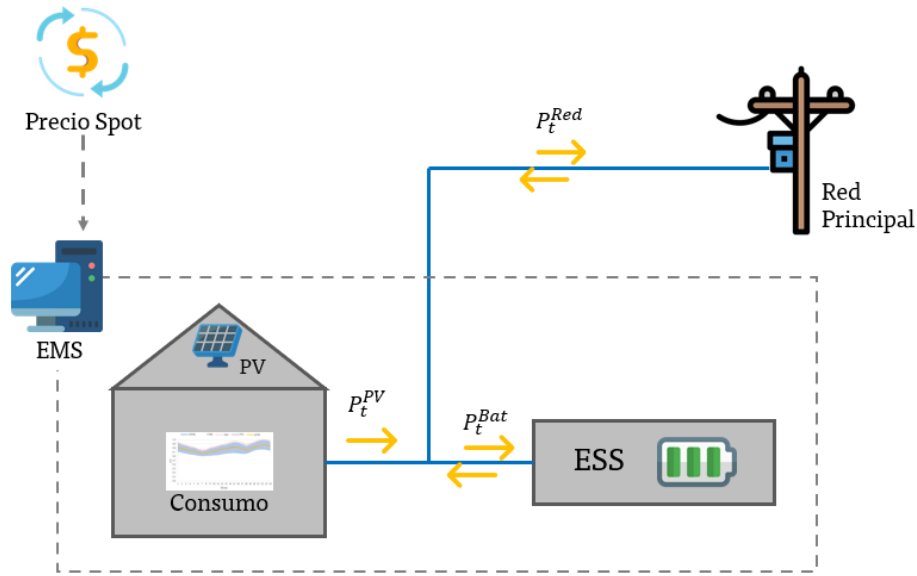 $
Precio Spot
P_t^{Red}
Red
Principal
EMS
PV
P_t^{PV}
P_t^{Bat}
ESS
Consumo